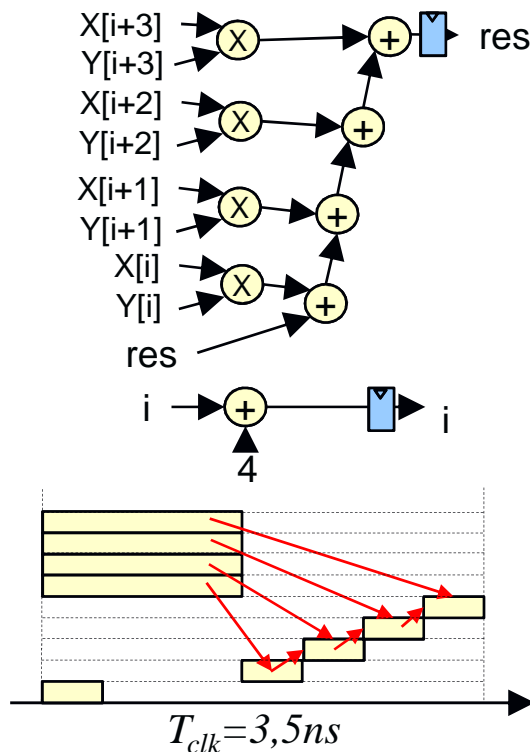 X[i+3]
Y[i+3]
X
+
res
X[i+2]
Y[i+2]
X
+
X[i+1]
Y[i+1]
X
+
X[i]
Y[i]
X
+
res
i
+
i
4
T_clk=3,5ns